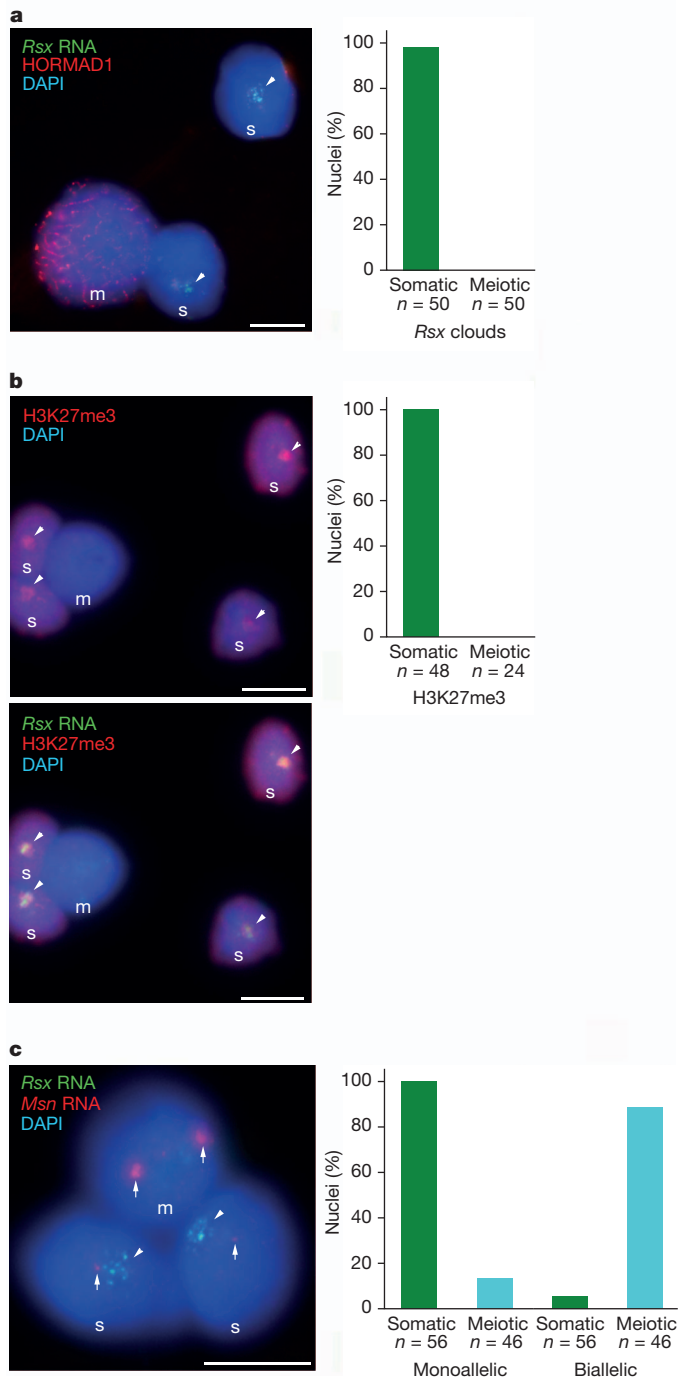 a
Rsx RNA
HORMAD1
DAPI
s
m
s
100
80
60
40
20
0
Nuclei (%)
Somatic Meiotic
n = 50 n = 50
Rsx clouds
b
H3K27me3
DAPI
s
s
m
s
s
100
80
60
40
20
0
Nuclei (%)
Somatic Meiotic
n = 48 n = 24
H3K27me3
Rsx RNA
H3K27me3
DAPI
s
s
m
s
s
c
Rsx RNA
Msn RNA
DAPI
m
s
s
100
80
60
40
20
0
Nuclei (%)
Somatic Meiotic Somatic Meiotic
n = 56 n = 46 n = 56 n = 46
Monoallelic Biallelic